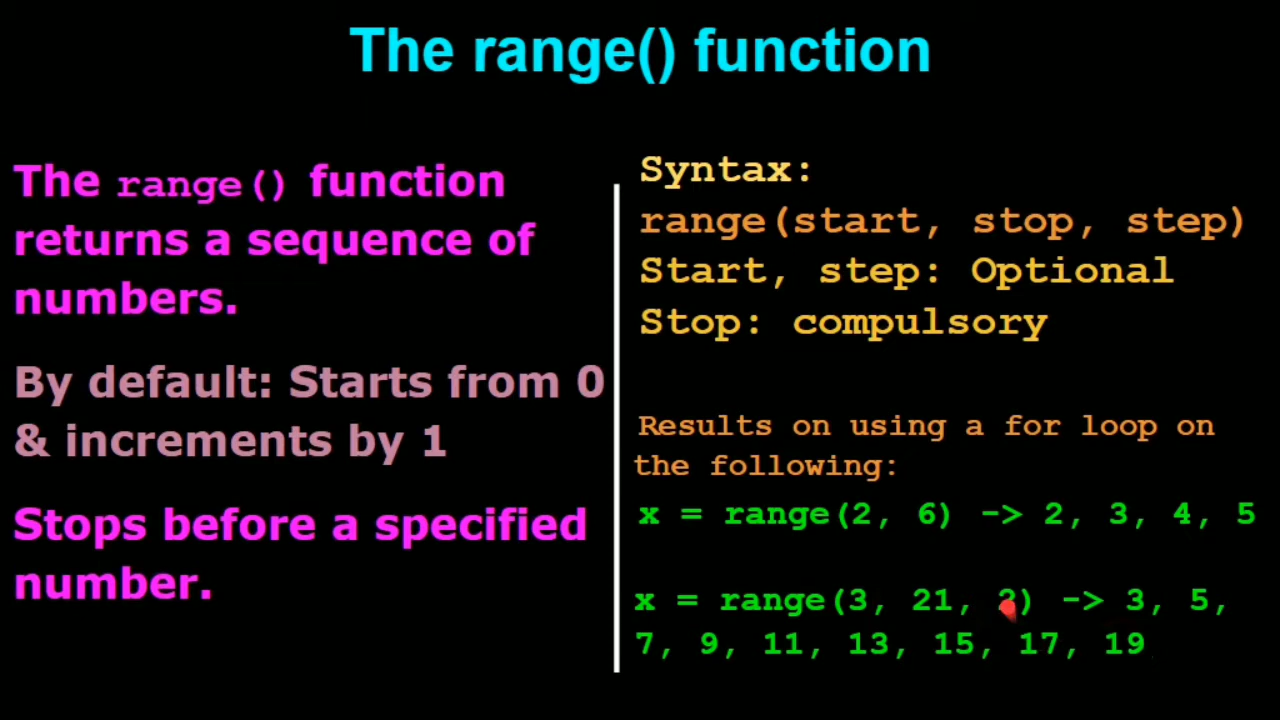 The range() function
The range() function
returns a sequence of
numbers.
By default: Starts from 0
& increments by 1
Stops before a specified
number.
Syntax:
range(start, stop, step)
Start, step: Optional
Stop: compulsory
Results on using a for loop on
the following:
x = range(2, 6) -> 2, 3, 4, 5
x = range(3, 21, 2) -> 3, 5,
7, 9, 11, 13, 15, 17, 19